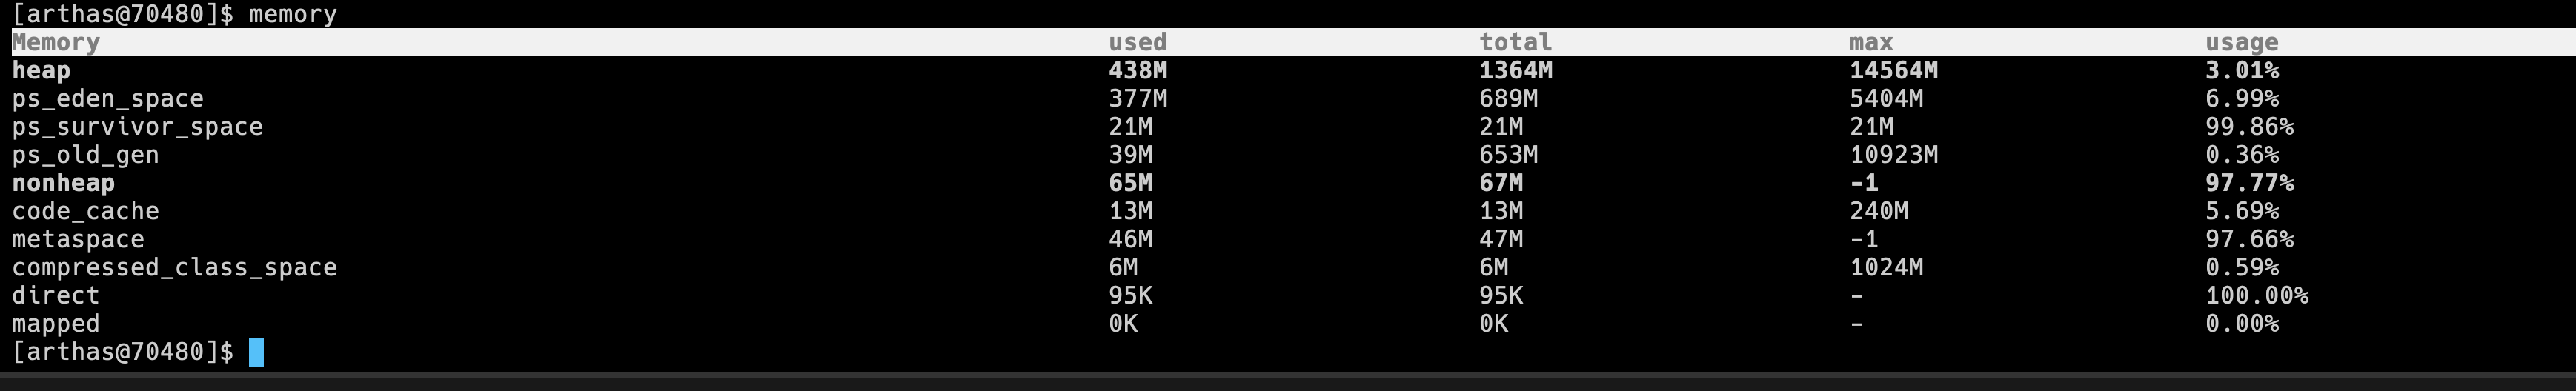 [arthas@70480]$ memory
Memory used total max usage
heap 438M 1364M 14564M 3.01%
ps_eden_space 377M 689M 5404M 6.99%
ps_survivor_space 21M 21M 21M 99.86%
ps_old_gen 39M 653M 10923M 0.36%
nonheap 65M 67M -1 97.77%
code_cache 13M 13M 240M 5.69%
metaspace 46M 47M -1 97.66%
compressed_class_space 6M 6M 1024M 0.59%
direct 95K 95K - 100.00%
mapped 0K 0K - 0.00%
[arthas@70480]$